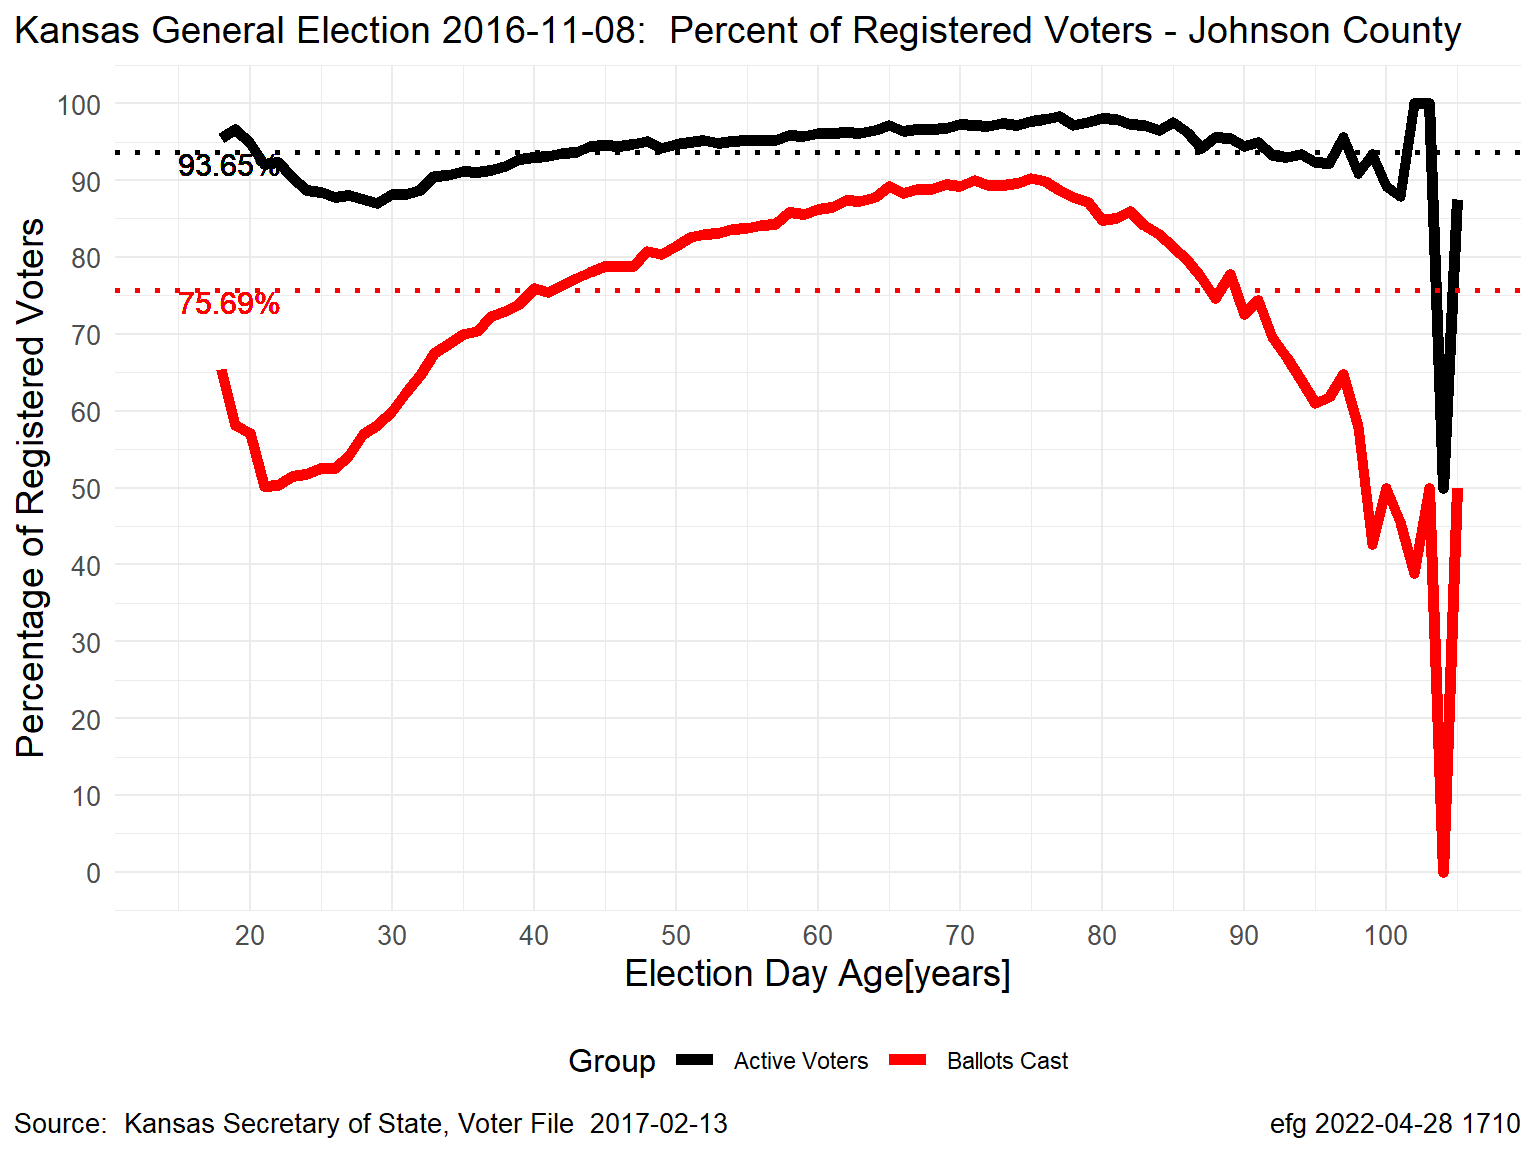 Kansas General Election 2016-11-08:  Percent of Registered Voters - Johnson County
Percentage of Registered Voters
100
90
80
70
60
50
40
30
20
10
0
93.65%
75.69%
20 30 40 50 60 70 80 90 100
Election Day Age[years]
Group Active Voters Ballots Cast
Source:  Kansas Secretary of State, Voter File  2017-02-13
efg 2022-04-28 1710